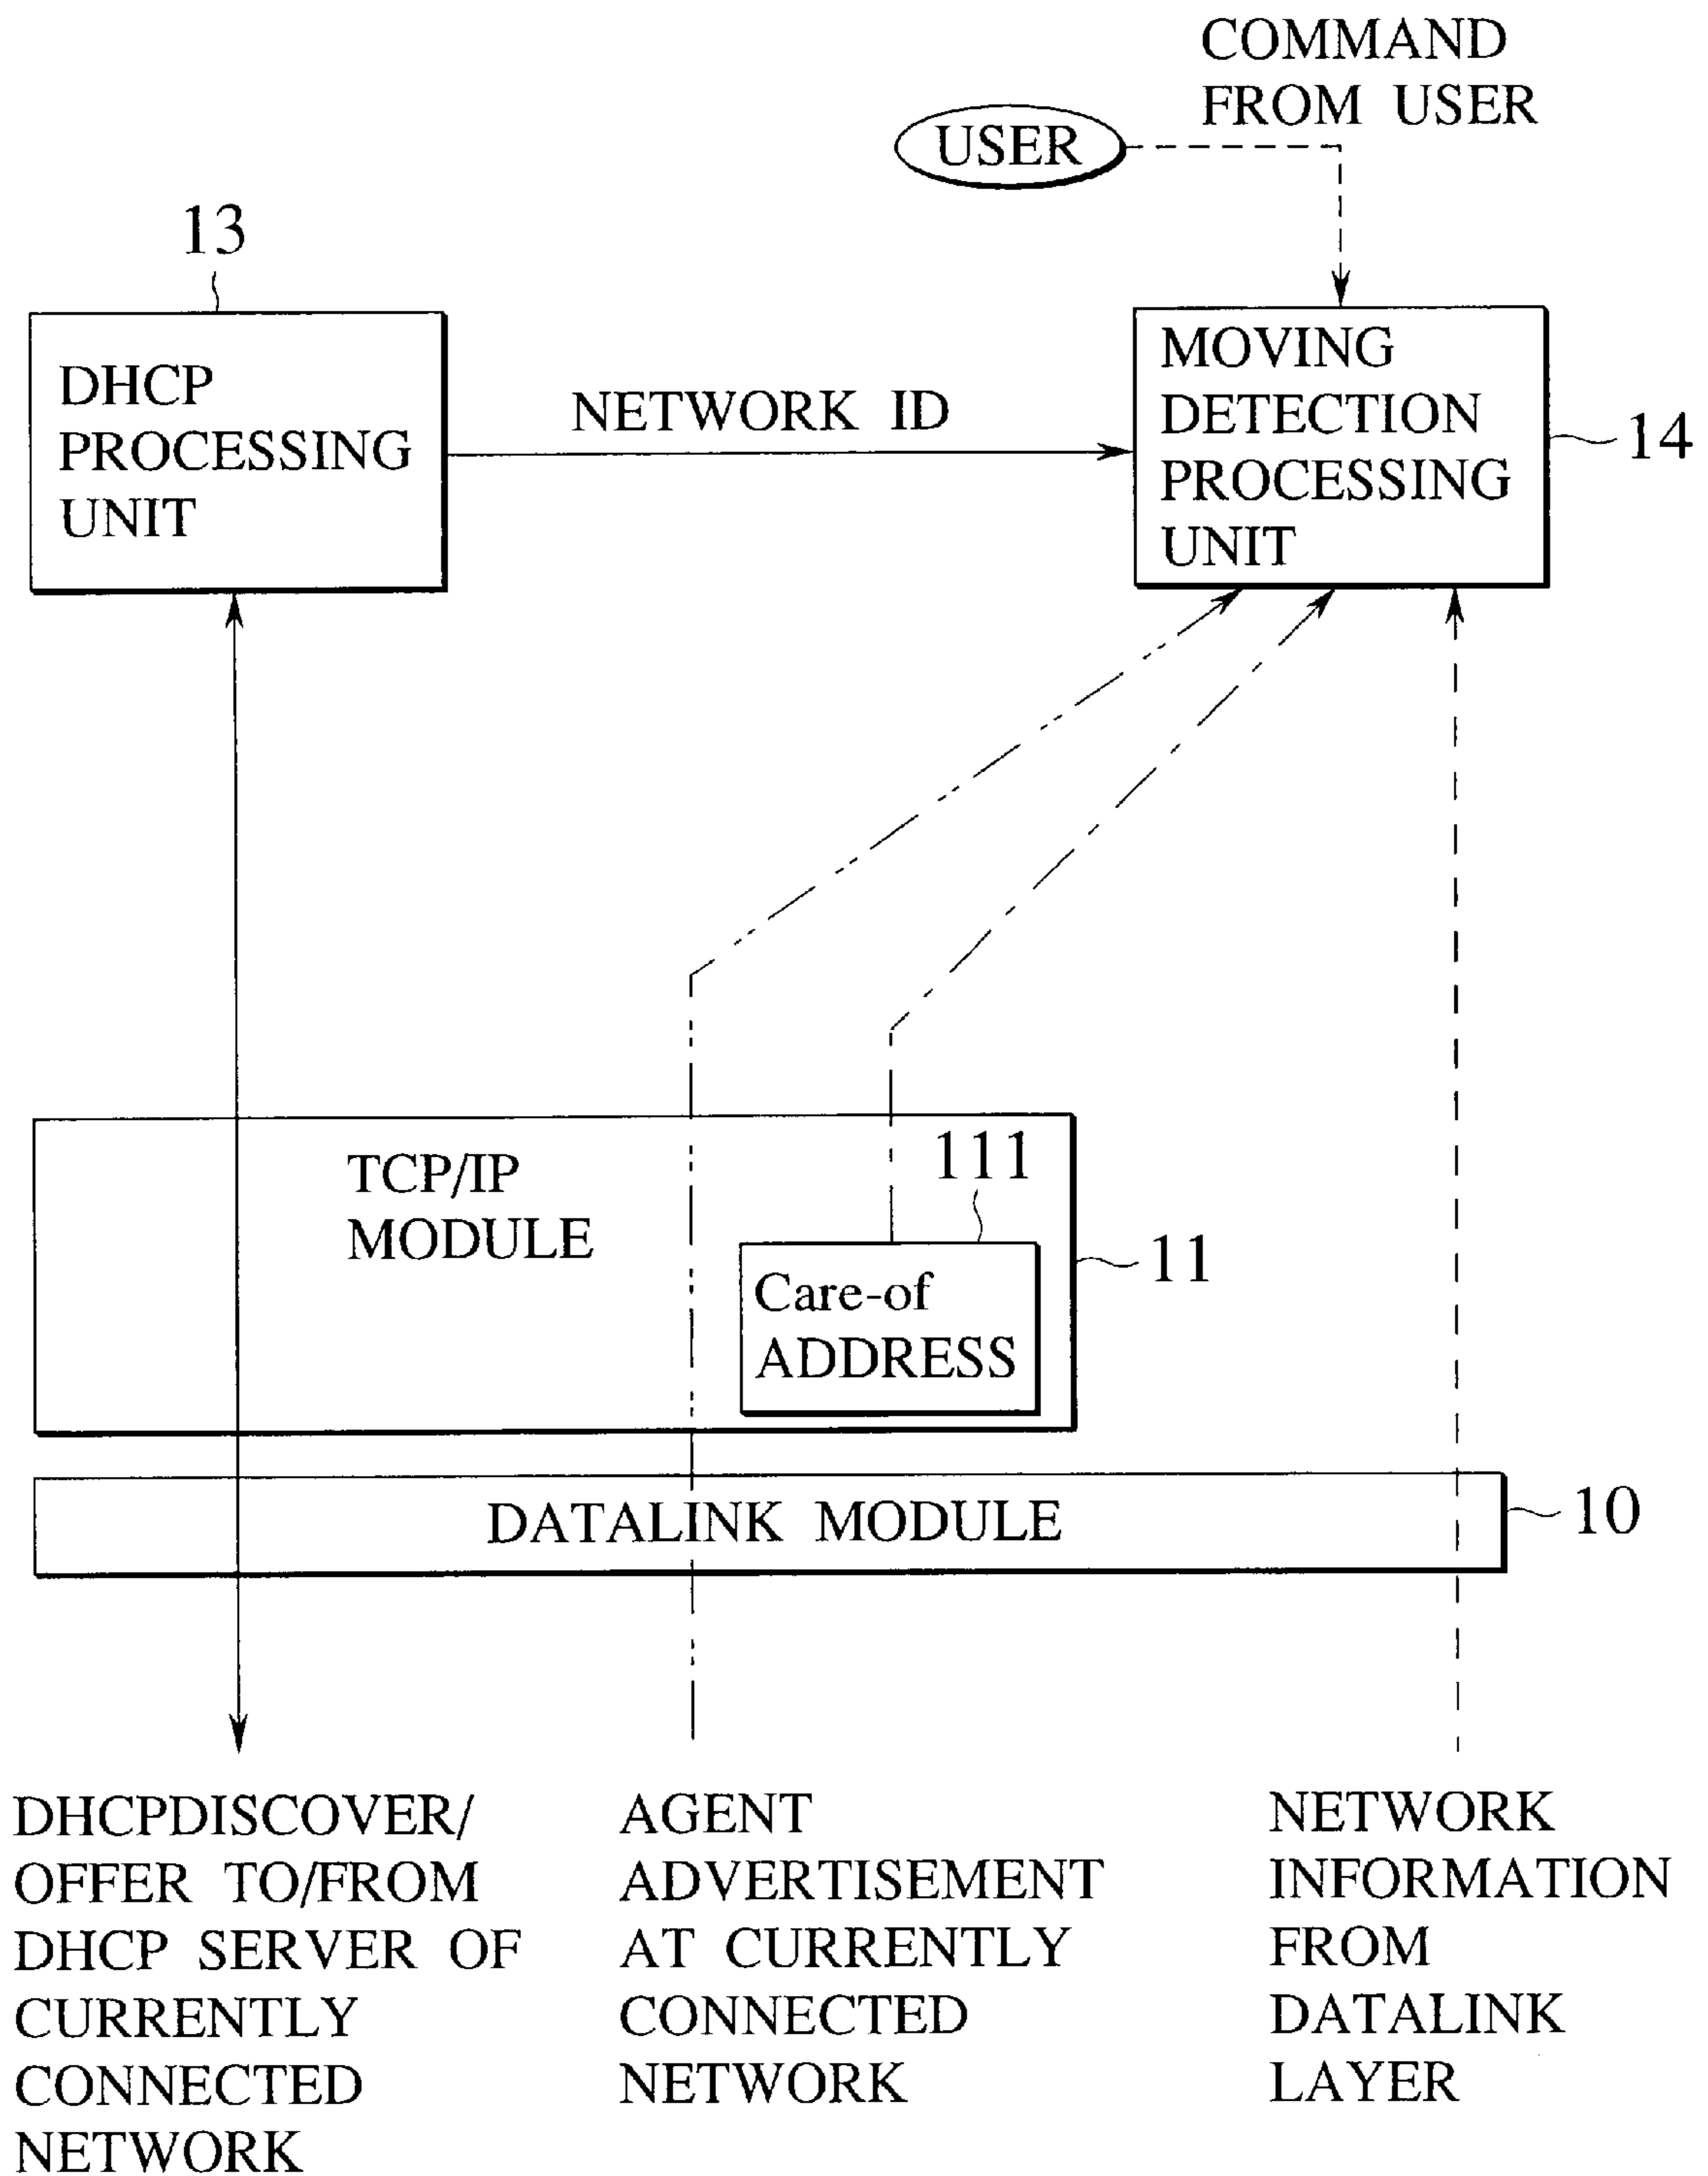 COMMAND
FROM USER
USER
13
DHCP
PROCESSING
UNIT
NETWORK ID
MOVING
DETECTION
PROCESSING
UNIT
14
TCP/IP
MODULE
111
Care-of
ADDRESS
11
DATALINK MODULE
10
DHCPDISCOVER/
OFFER TO/FROM
DHCP SERVER OF
CURRENTLY
CONNECTED
NETWORK
AGENT
ADVERTISEMENT
AT CURRENTLY
CONNECTED
NETWORK
NETWORK
INFORMATION
FROM
DATALINK
LAYER